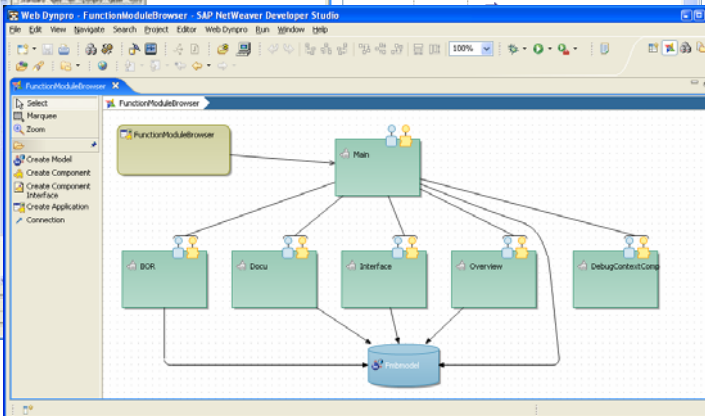 Web Dynpro - FunctionModuleBrowser - SAP NetWeaver Developer Studio
File Edit View Navigate Search Project Editor Web Dynpro Run Window Help
100%
FunctionModuleBrowser
Select
Marquee
Zoom
Create Model
Create Component
Create Component
Interface
Create Application
Connection
FunctionModuleBrowser
FunctionModuleBrowser
Main
BOR
Docu
Interface
Overview
DebugContextComp
Fmbmodel